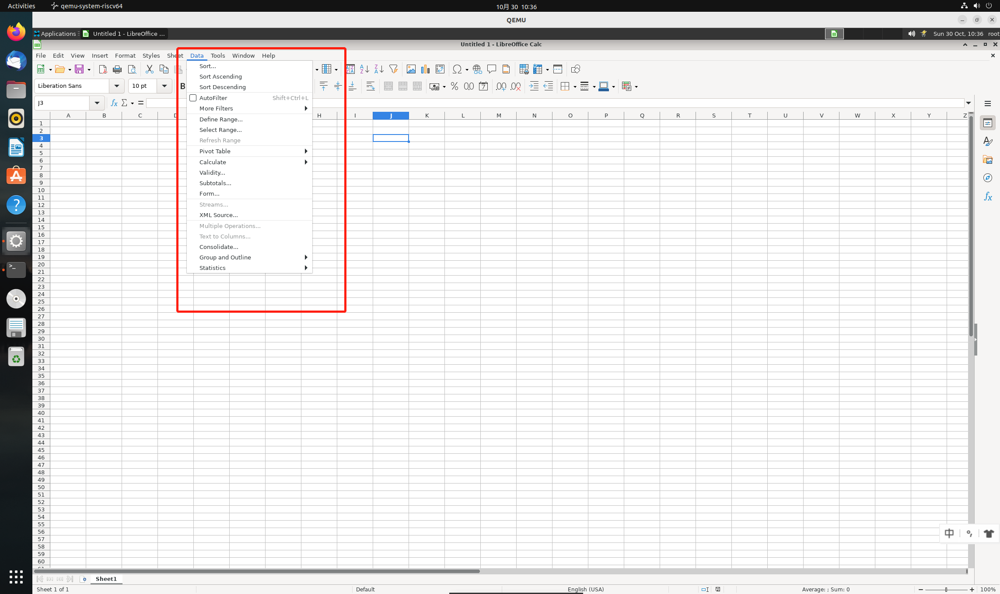 Activities qemu-system-riscv64 10月 30 10:36
QEMU
Applications Untitled 1 - LibreOffice ... Sun 30 Oct, 10:36 root
Untitled 1 - LibreOffice Calc
File Edit View Insert Format Styles Sheet Data Tools Window Help
Sort...
Sort Ascending
Liberation Sans 10 pt B
Sort Descending
AutoFilter Shift+Ctrl+L
J3
More Filters
A B C D H I J K L M N O P Q R S T U V W X Y Z
Define Range...
Select Range...
Refresh Range
Pivot Table
Calculate
Validity...
Subtotals...
Form...
Streams...
XML Source...
Multiple Operations...
Text to Columns...
Consolidate...
Group and Outline
Statistics
1
2
3
4
5
6
7
8
9
10
11
12
13
14
15
16
17
18
19
20
21
22
23
24
25
26
27
28
29
30
31
32
33
34
35
36
37
38
39
40
41
42
43
44
45
46
47
48
49
50
51
52
53
54
55
56
57
58
59
60
中 °,
Sheet1
Sheet 1 of 1 Default English (USA) Average: ; Sum: 0 100%